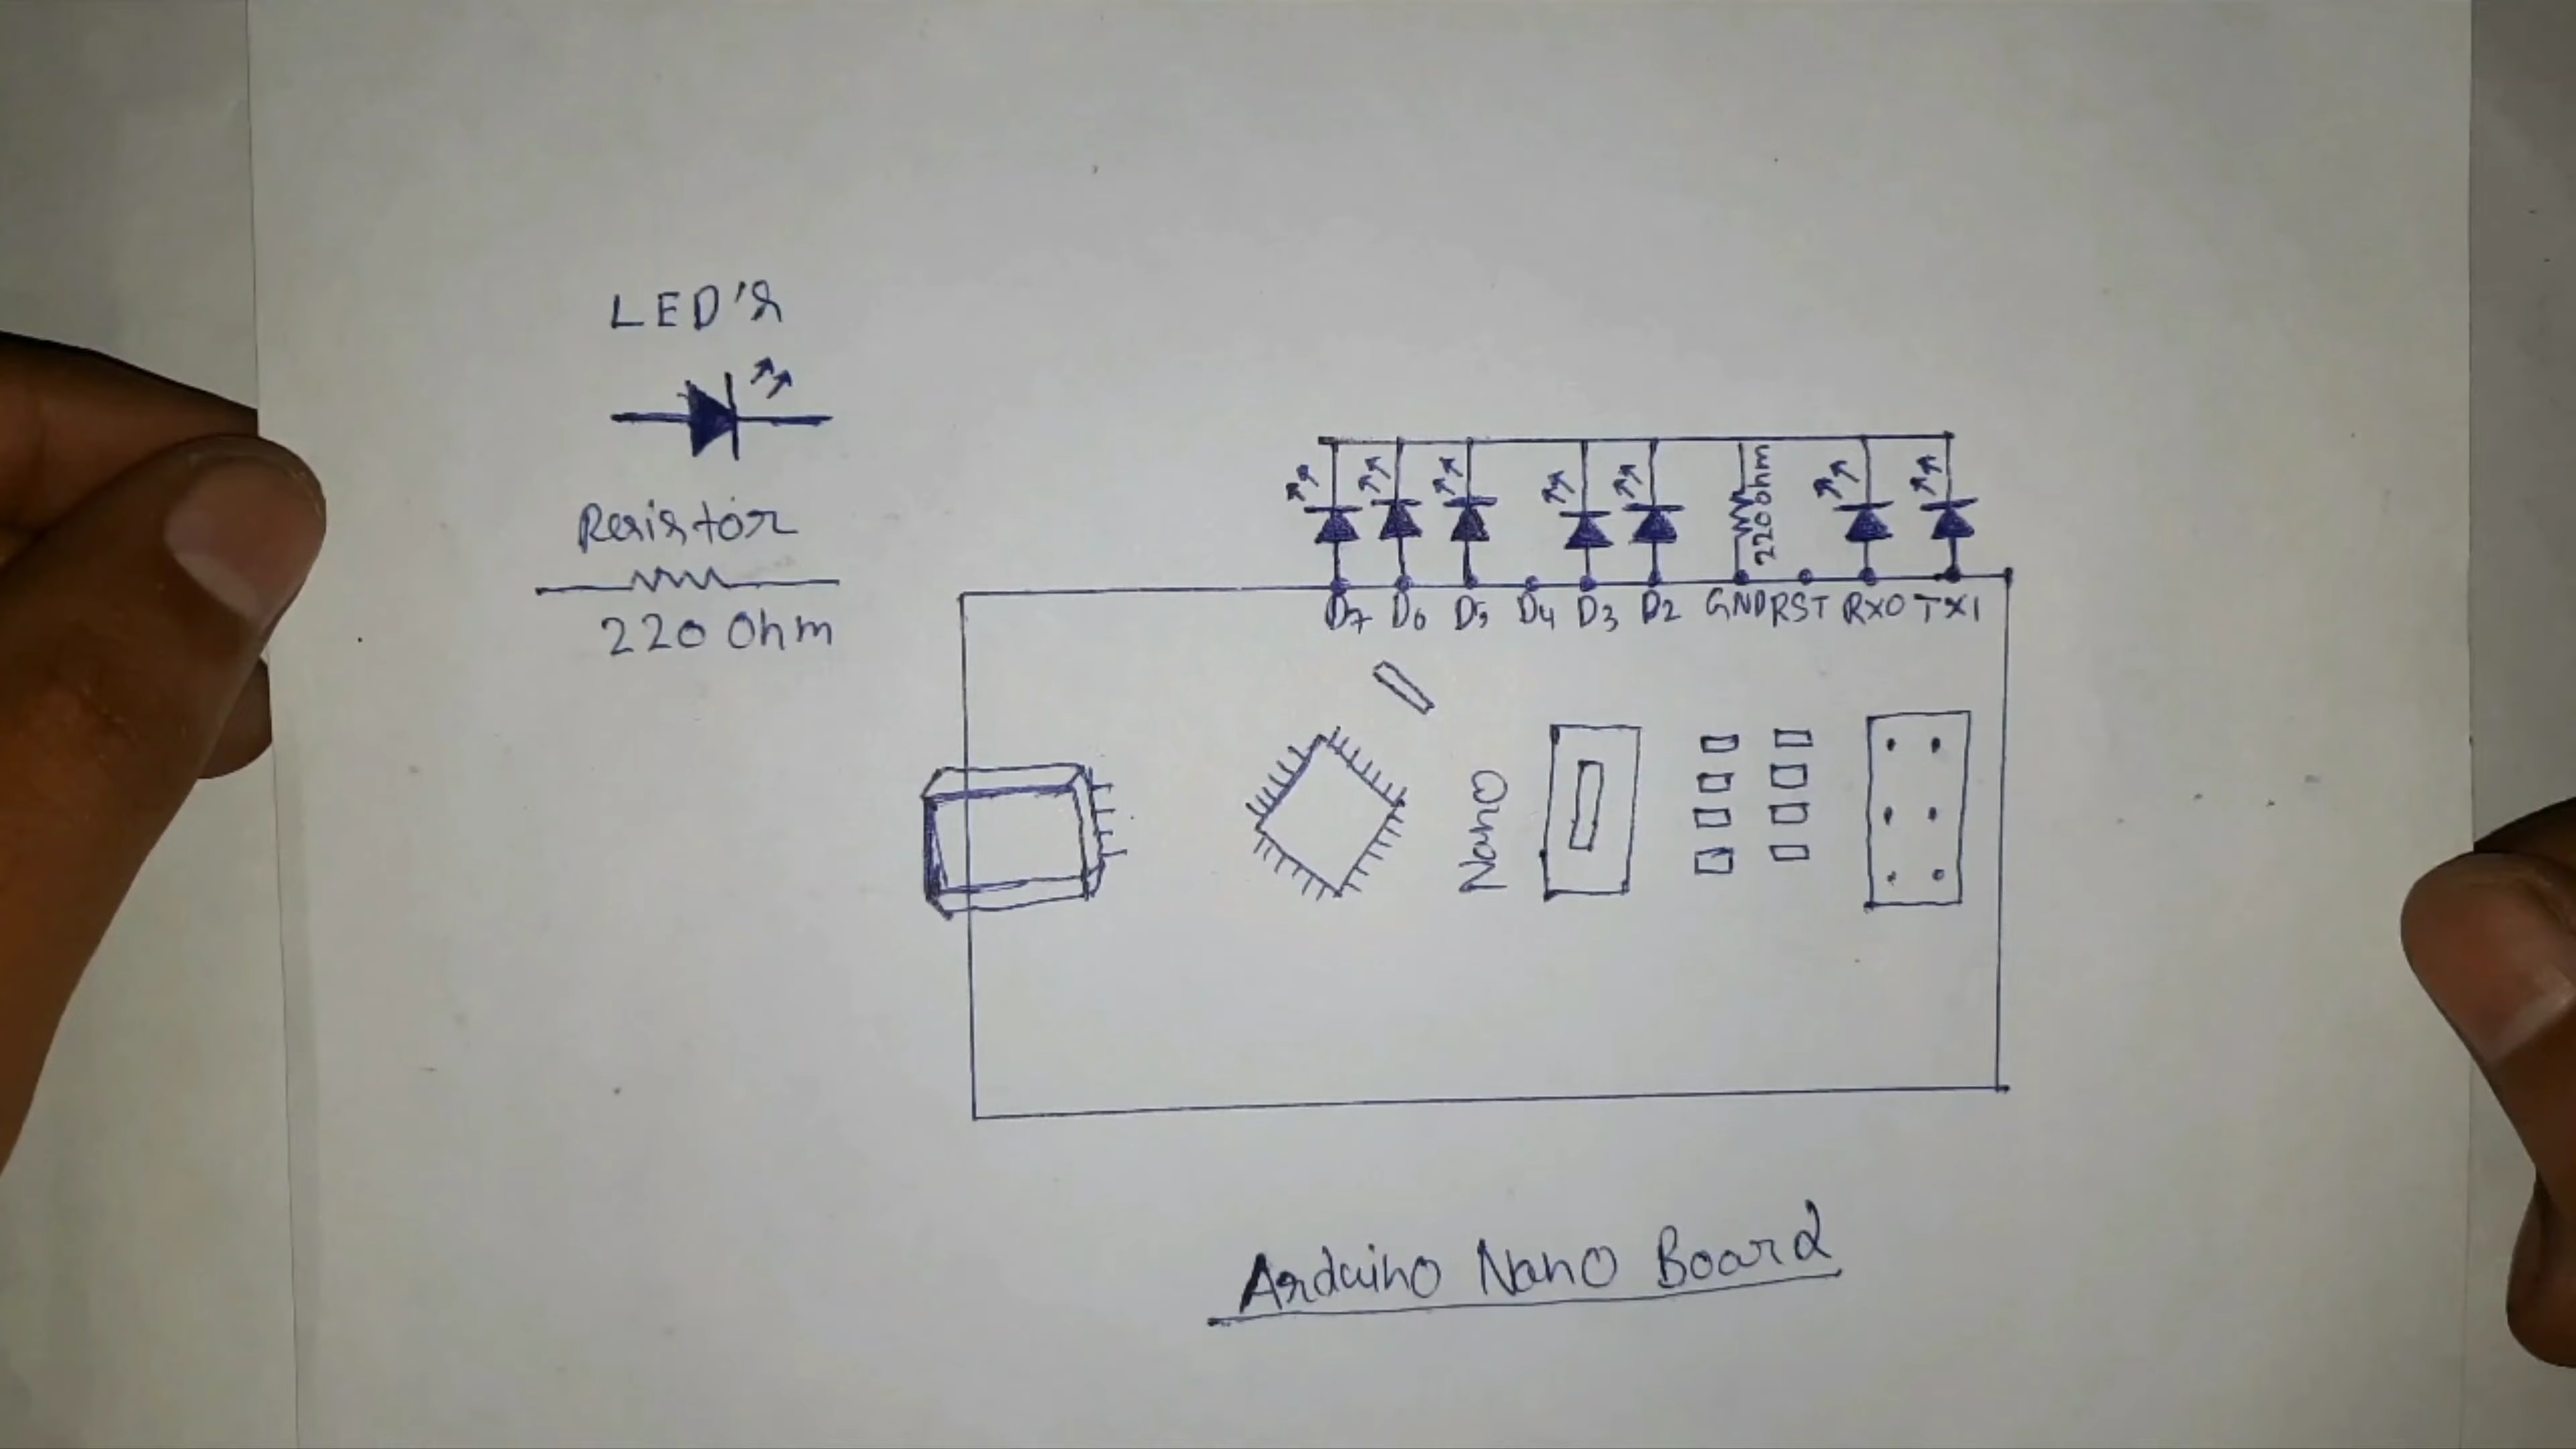 LED's
Resistor
220 Ohm
220 Ohm
D7 D6 D5 D4 D3 D2 GND RST RX0 TX1
Nano
Arduino Nano Board